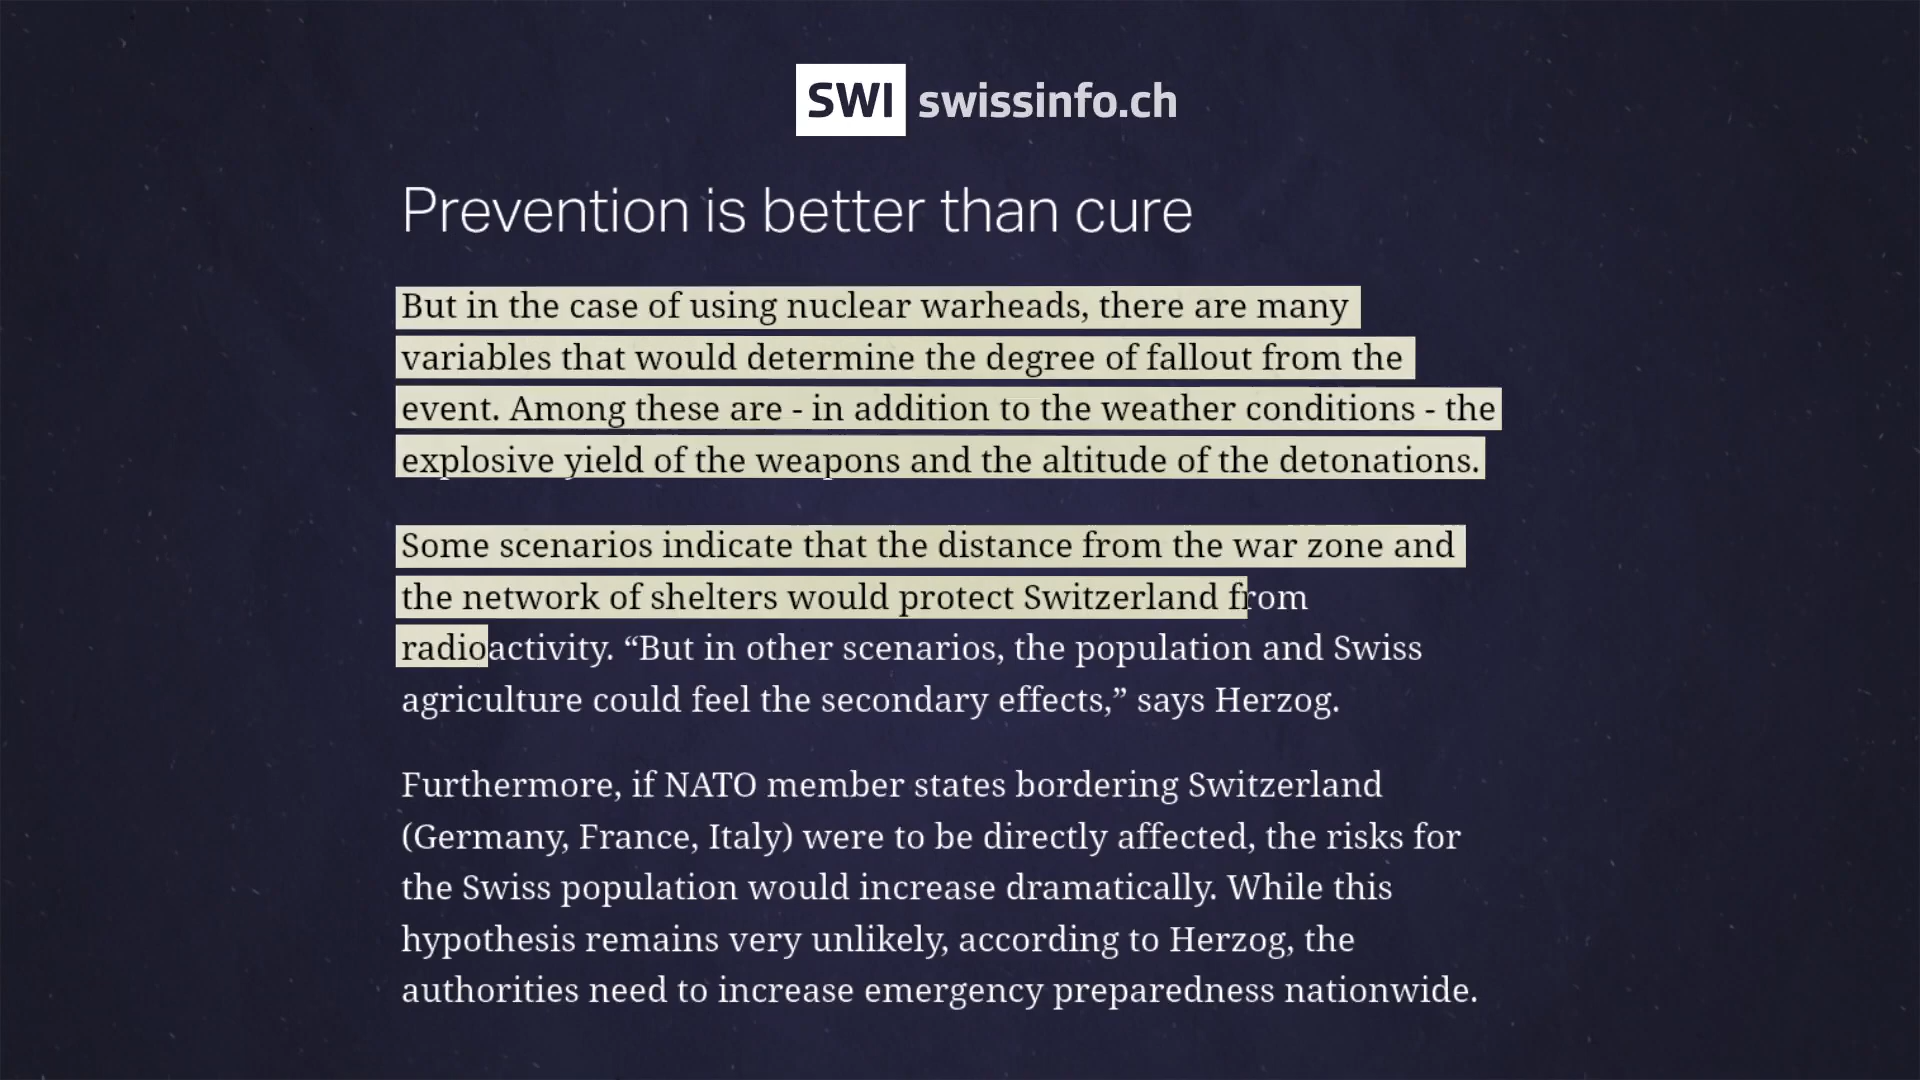 SWI swissinfo.ch
Prevention is better than cure
But in the case of using nuclear warheads, there are many
variables that would determine the degree of fallout from the
event. Among these are - in addition to the weather conditions - the
explosive yield of the weapons and the altitude of the detonations.
Some scenarios indicate that the distance from the war zone and
the network of shelters would protect Switzerland from
radioactivity. “But in other scenarios, the population and Swiss
agriculture could feel the secondary effects,” says Herzog.
Furthermore, if NATO member states bordering Switzerland
(Germany, France, Italy) were to be directly affected, the risks for
the Swiss population would increase dramatically. While this
hypothesis remains very unlikely, according to Herzog, the
authorities need to increase emergency preparedness nationwide.